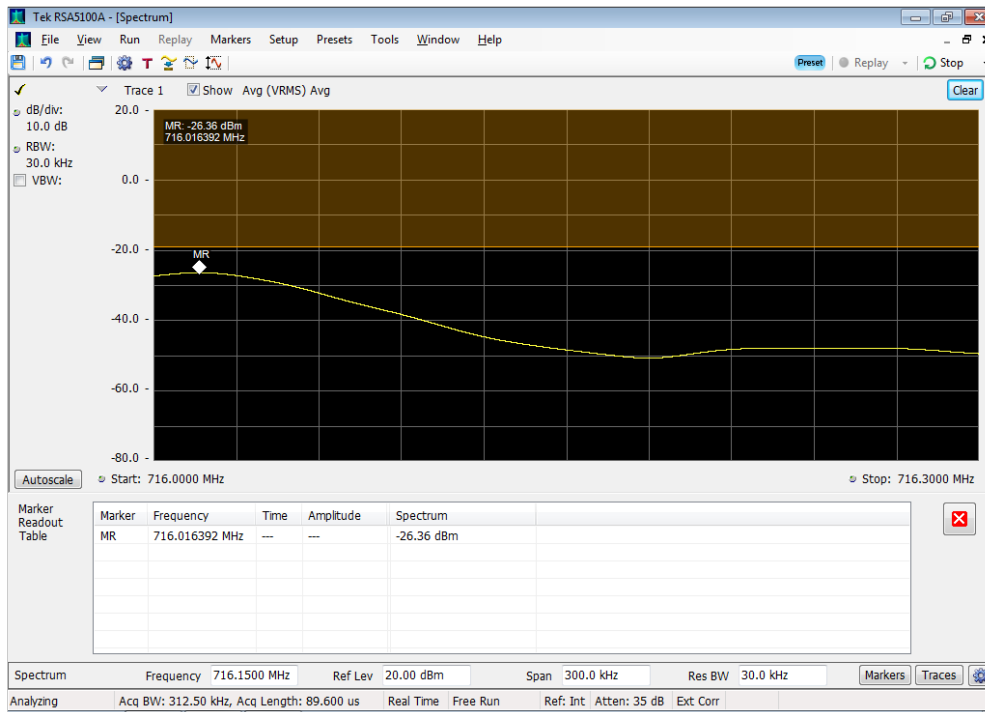 Tek RSA5100A - [Spectrum]
File View Run Replay Markers Setup Presets Tools Window Help
T Preset Replay Stop
Trace 1 Show Avg (VRMS) Avg Clear
dB/div:
10.0 dB
RBW:
30.0 kHz
VBW:
20.0
0.0
-20.0
-40.0
-60.0
-80.0
MR: -26.36 dBm
716.016392 MHz
MR
Autoscale Start: 716.0000 MHz Stop: 716.3000 MHz
Marker
Readout
Table
Marker Frequency Time Amplitude Spectrum
MR 716.016392 MHz --- --- -26.36 dBm
Spectrum Frequency 716.1500 MHz Ref Lev 20.00 dBm Span 300.0 kHz Res BW 30.0 kHz Markers Traces
Analyzing Acq BW: 312.50 kHz, Acq Length: 89.600 us Real Time Free Run Ref: Int Atten: 35 dB Ext Corr